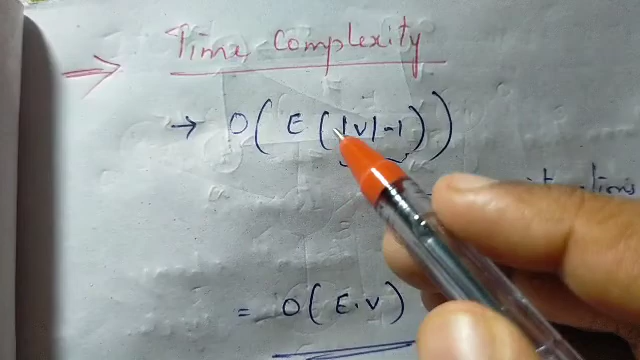 → Time Complexity
→ O( E ( |V|-1 ) )
= O( E.V )